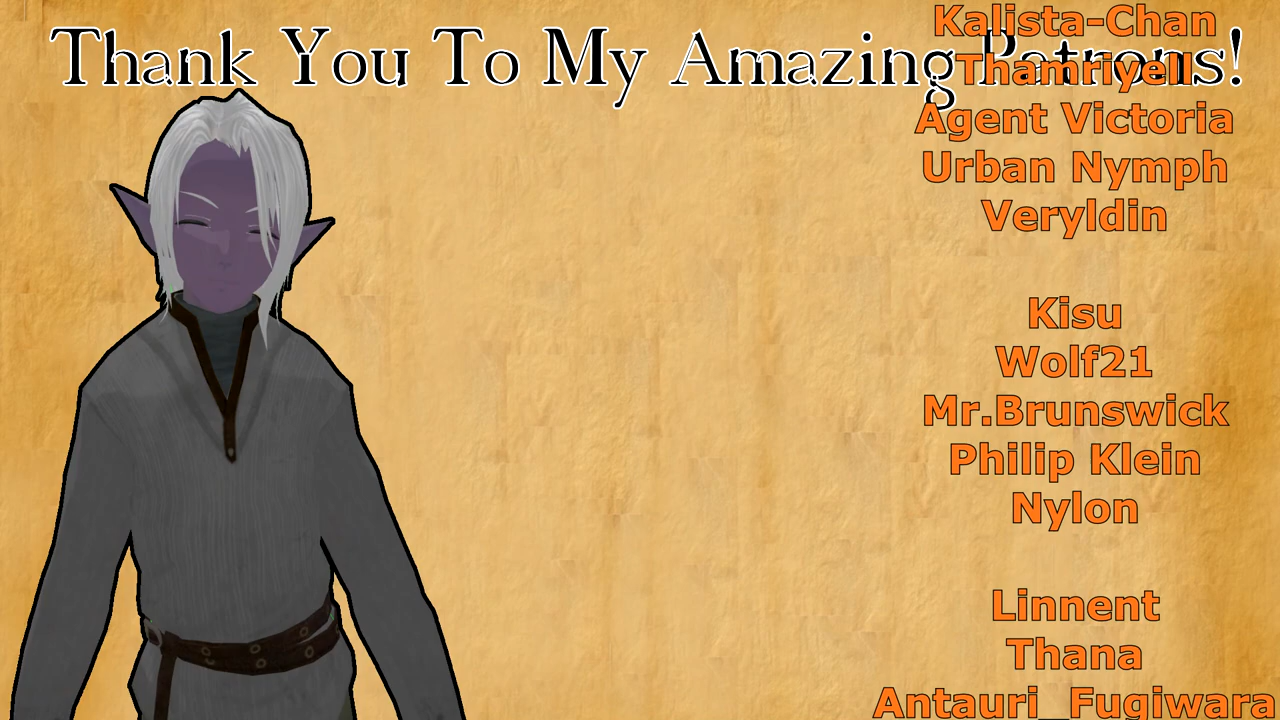 Thank You To My Amazing Patrons!
Kalista-Chan
Thamriyell
Agent Victoria
Urban Nymph
Veryldin
Kisu
Wolf21
Mr.Brunswick
Philip Klein
Nylon
Linnent
Thana
Antauri_Fugiwara